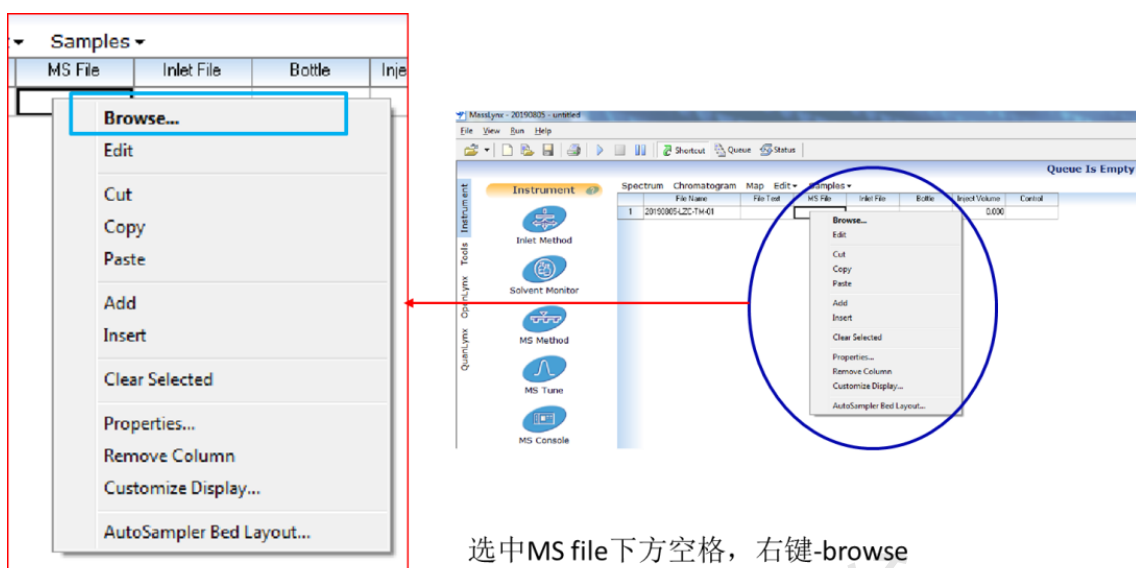 Samples
MS File Inlet File Bottle Inje
Browse...
Edit
Cut
Copy
Paste
Add
Insert
Clear Selected
Properties...
Remove Column
Customize Display...
AutoSampler Bed Layout...
MassLynx - 20190805 - untitled
File View Run Help
Shortcut Queue Status
Queue Is Empty
Instrument
Tools
OpenLynx
QuanLynx
Instrument
Inlet Method
Solvent Monitor
MS Method
MS Tune
MS Console
Spectrum Chromatogram Map Edit Samples
File Name File Text MS File Inlet File Bottle Inject Volume Control
1 20190805-LZC-TM-01 0.000
Browse...
Edit
Cut
Copy
Paste
Add
Insert
Clear Selected
Properties...
Remove Column
Customize Display...
AutoSampler Bed Layout...
选中MS file下方空格，右键-browse